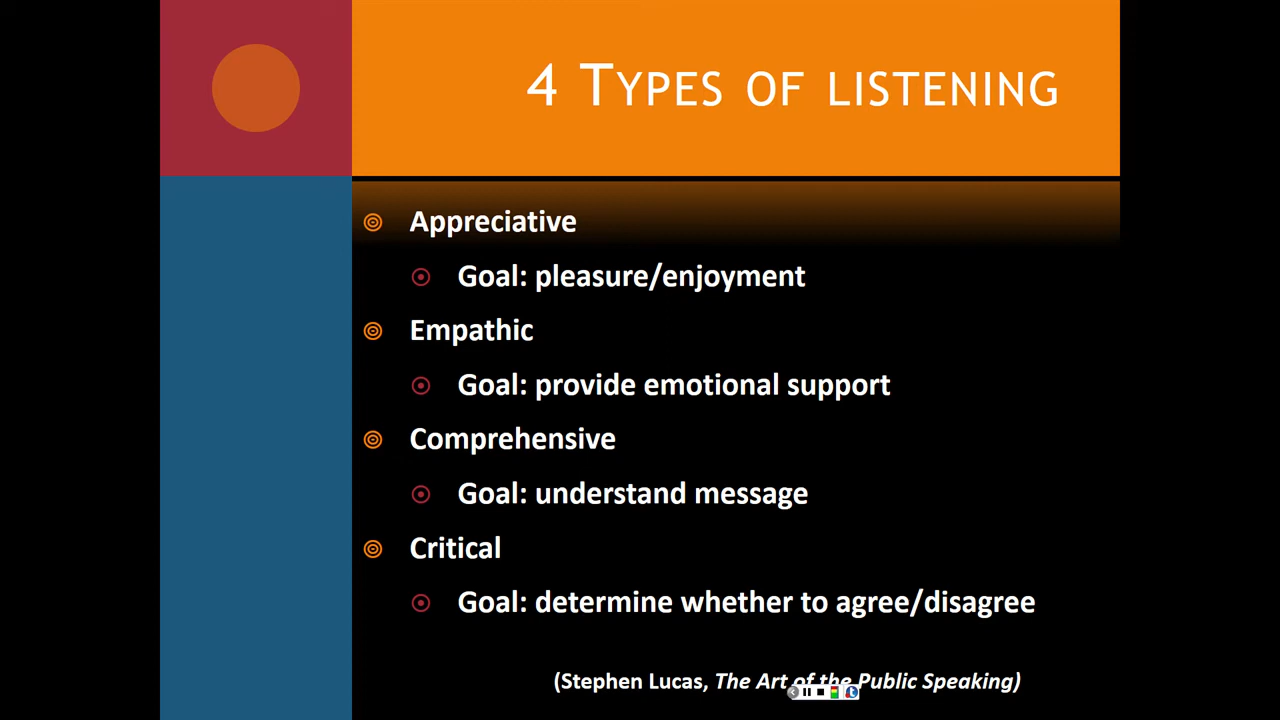 4 Types of listening
Appreciative
Goal: pleasure/enjoyment
Empathic
Goal: provide emotional support
Comprehensive
Goal: understand message
Critical
Goal: determine whether to agree/disagree
(Stephen Lucas, The Art of the Public Speaking)